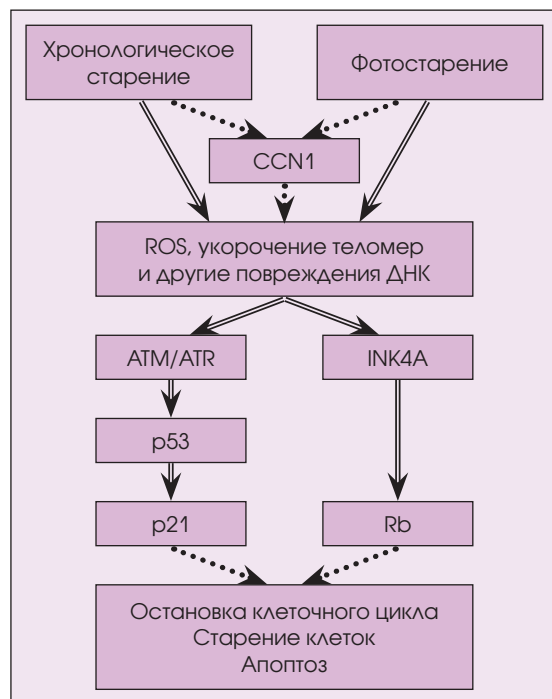 Хронологическое
старение
Фотостарение
CCN1
ROS, укорочение теломер
и другие повреждения ДНК
ATM/ATR
INK4A
p53
p21
Rb
Остановка клеточного цикла
Старение клеток
Апоптоз